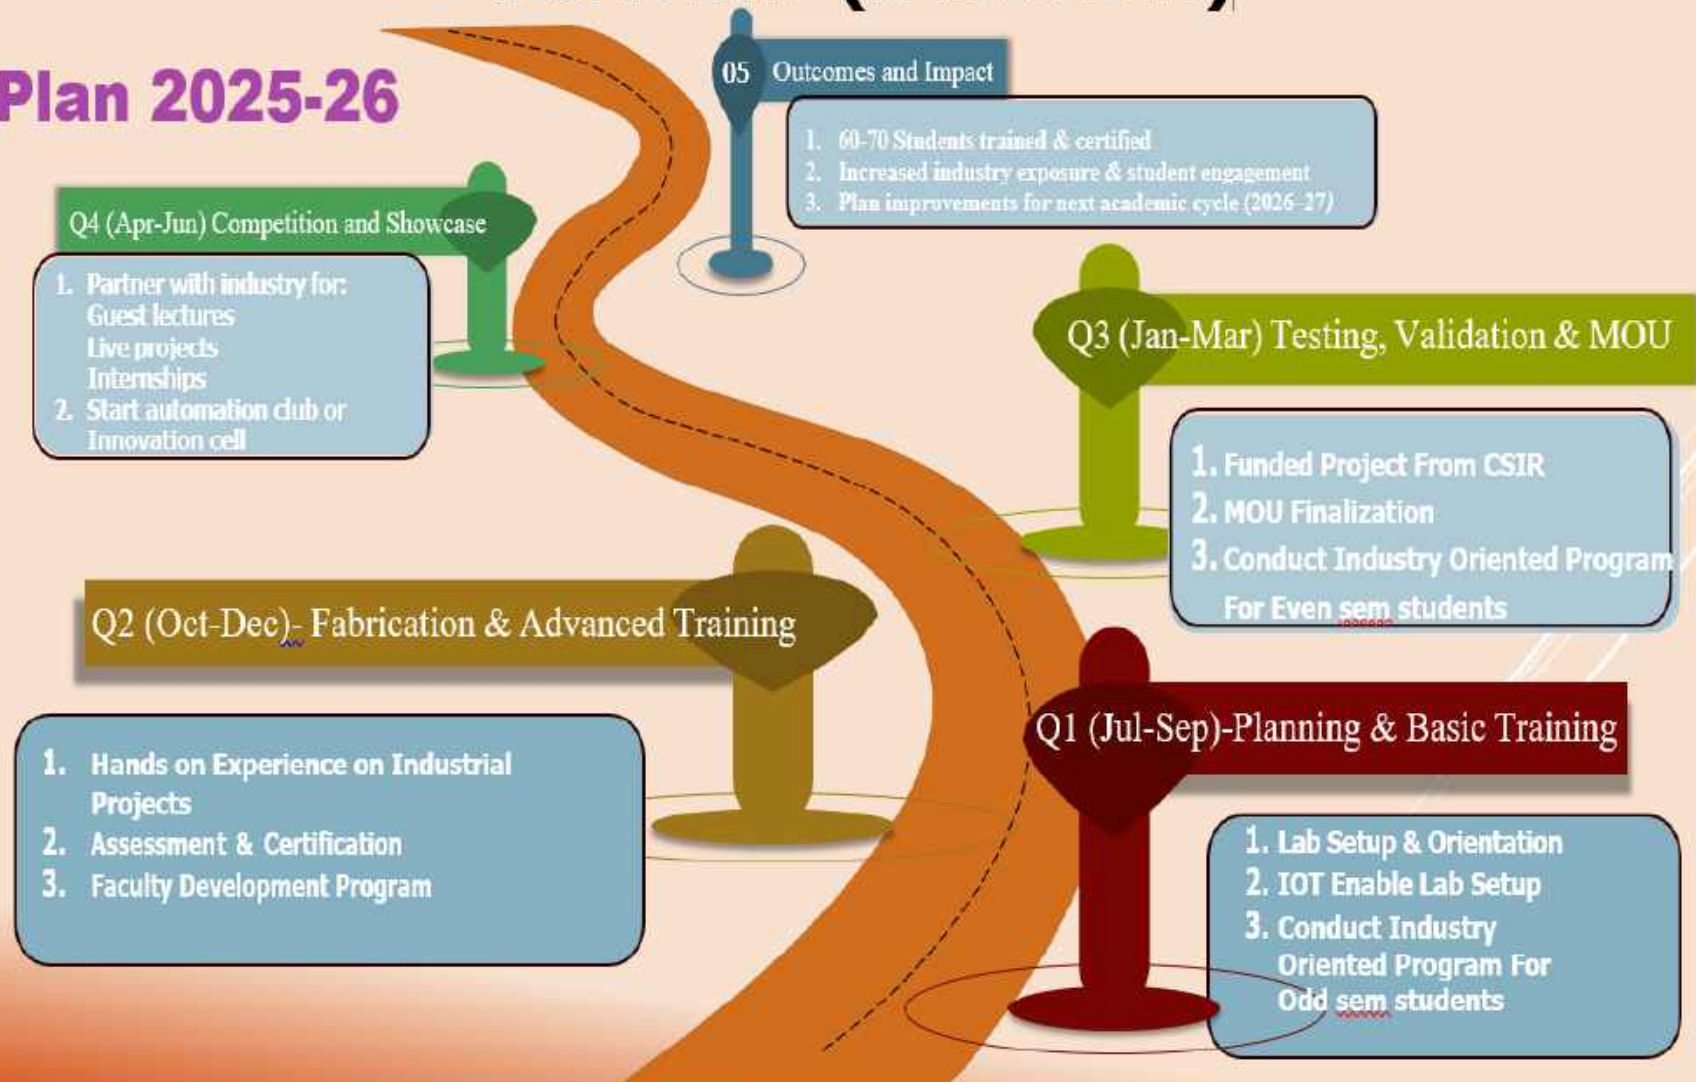 Plan 2025-26
05
Outcomes and Impact
1. 60-70 Students trained & certified
2. Increased industry exposure & student engagement
3. Plan improvements for next academic cycle (2026-27)
Q4 (Apr-Jun) Competition and Showcase
1. Partner with industry for:
Guest lectures
Live projects
Internships
2. Start automation club or
Innovation cell
Q3 (Jan-Mar) Testing, Validation & MOU
1. Funded Project From CSIR
2. MOU Finalization
3. Conduct Industry Oriented Program
For Even sem students
Q2 (Oct-Dec)- Fabrication & Advanced Training
1. Hands on Experience on Industrial
Projects
2. Assessment & Certification
3. Faculty Development Program
Q1 (Jul-Sep)-Planning & Basic Training
1. Lab Setup & Orientation
2. IOT Enable Lab Setup
3. Conduct Industry
Oriented Program For
Odd sem students